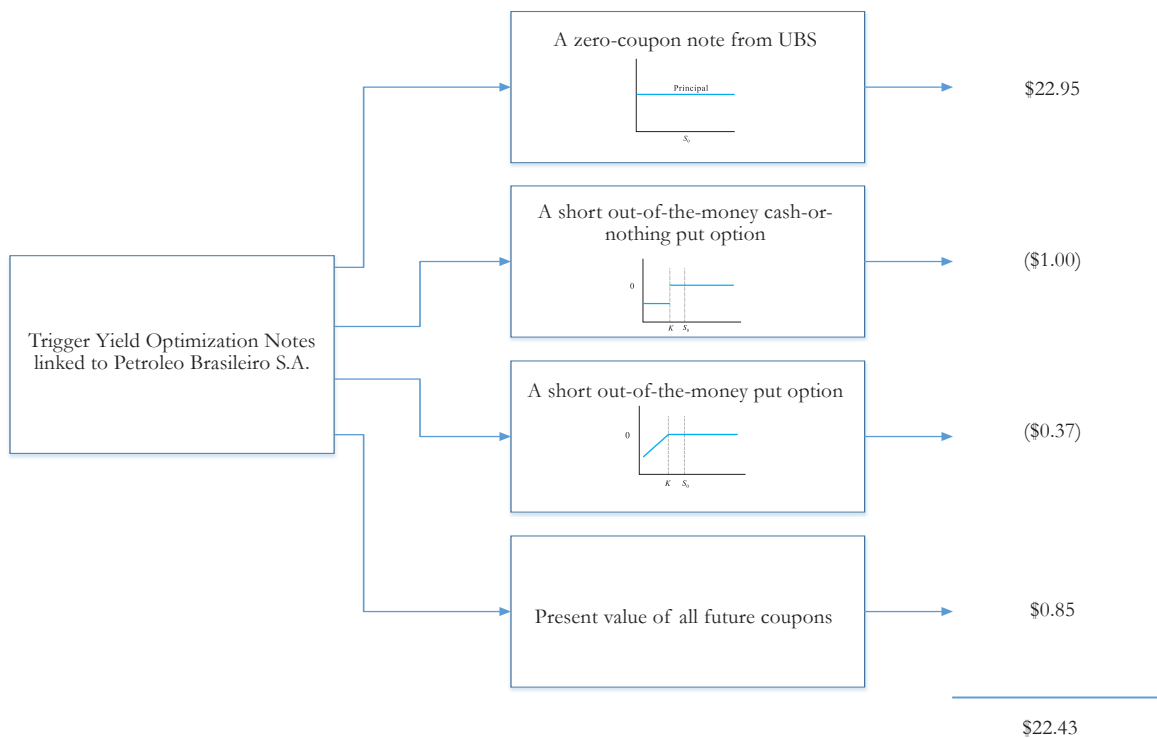 A zero-coupon note from UBS
Principal
S₀
$22.95
A short out-of-the-money cash-or-
nothing put option
0
K
S₀
($1.00)
Trigger Yield Optimization Notes
linked to Petroleo Brasileiro S.A.
A short out-of-the-money put option
0
K
S₀
($0.37)
Present value of all future coupons
$0.85
$22.43